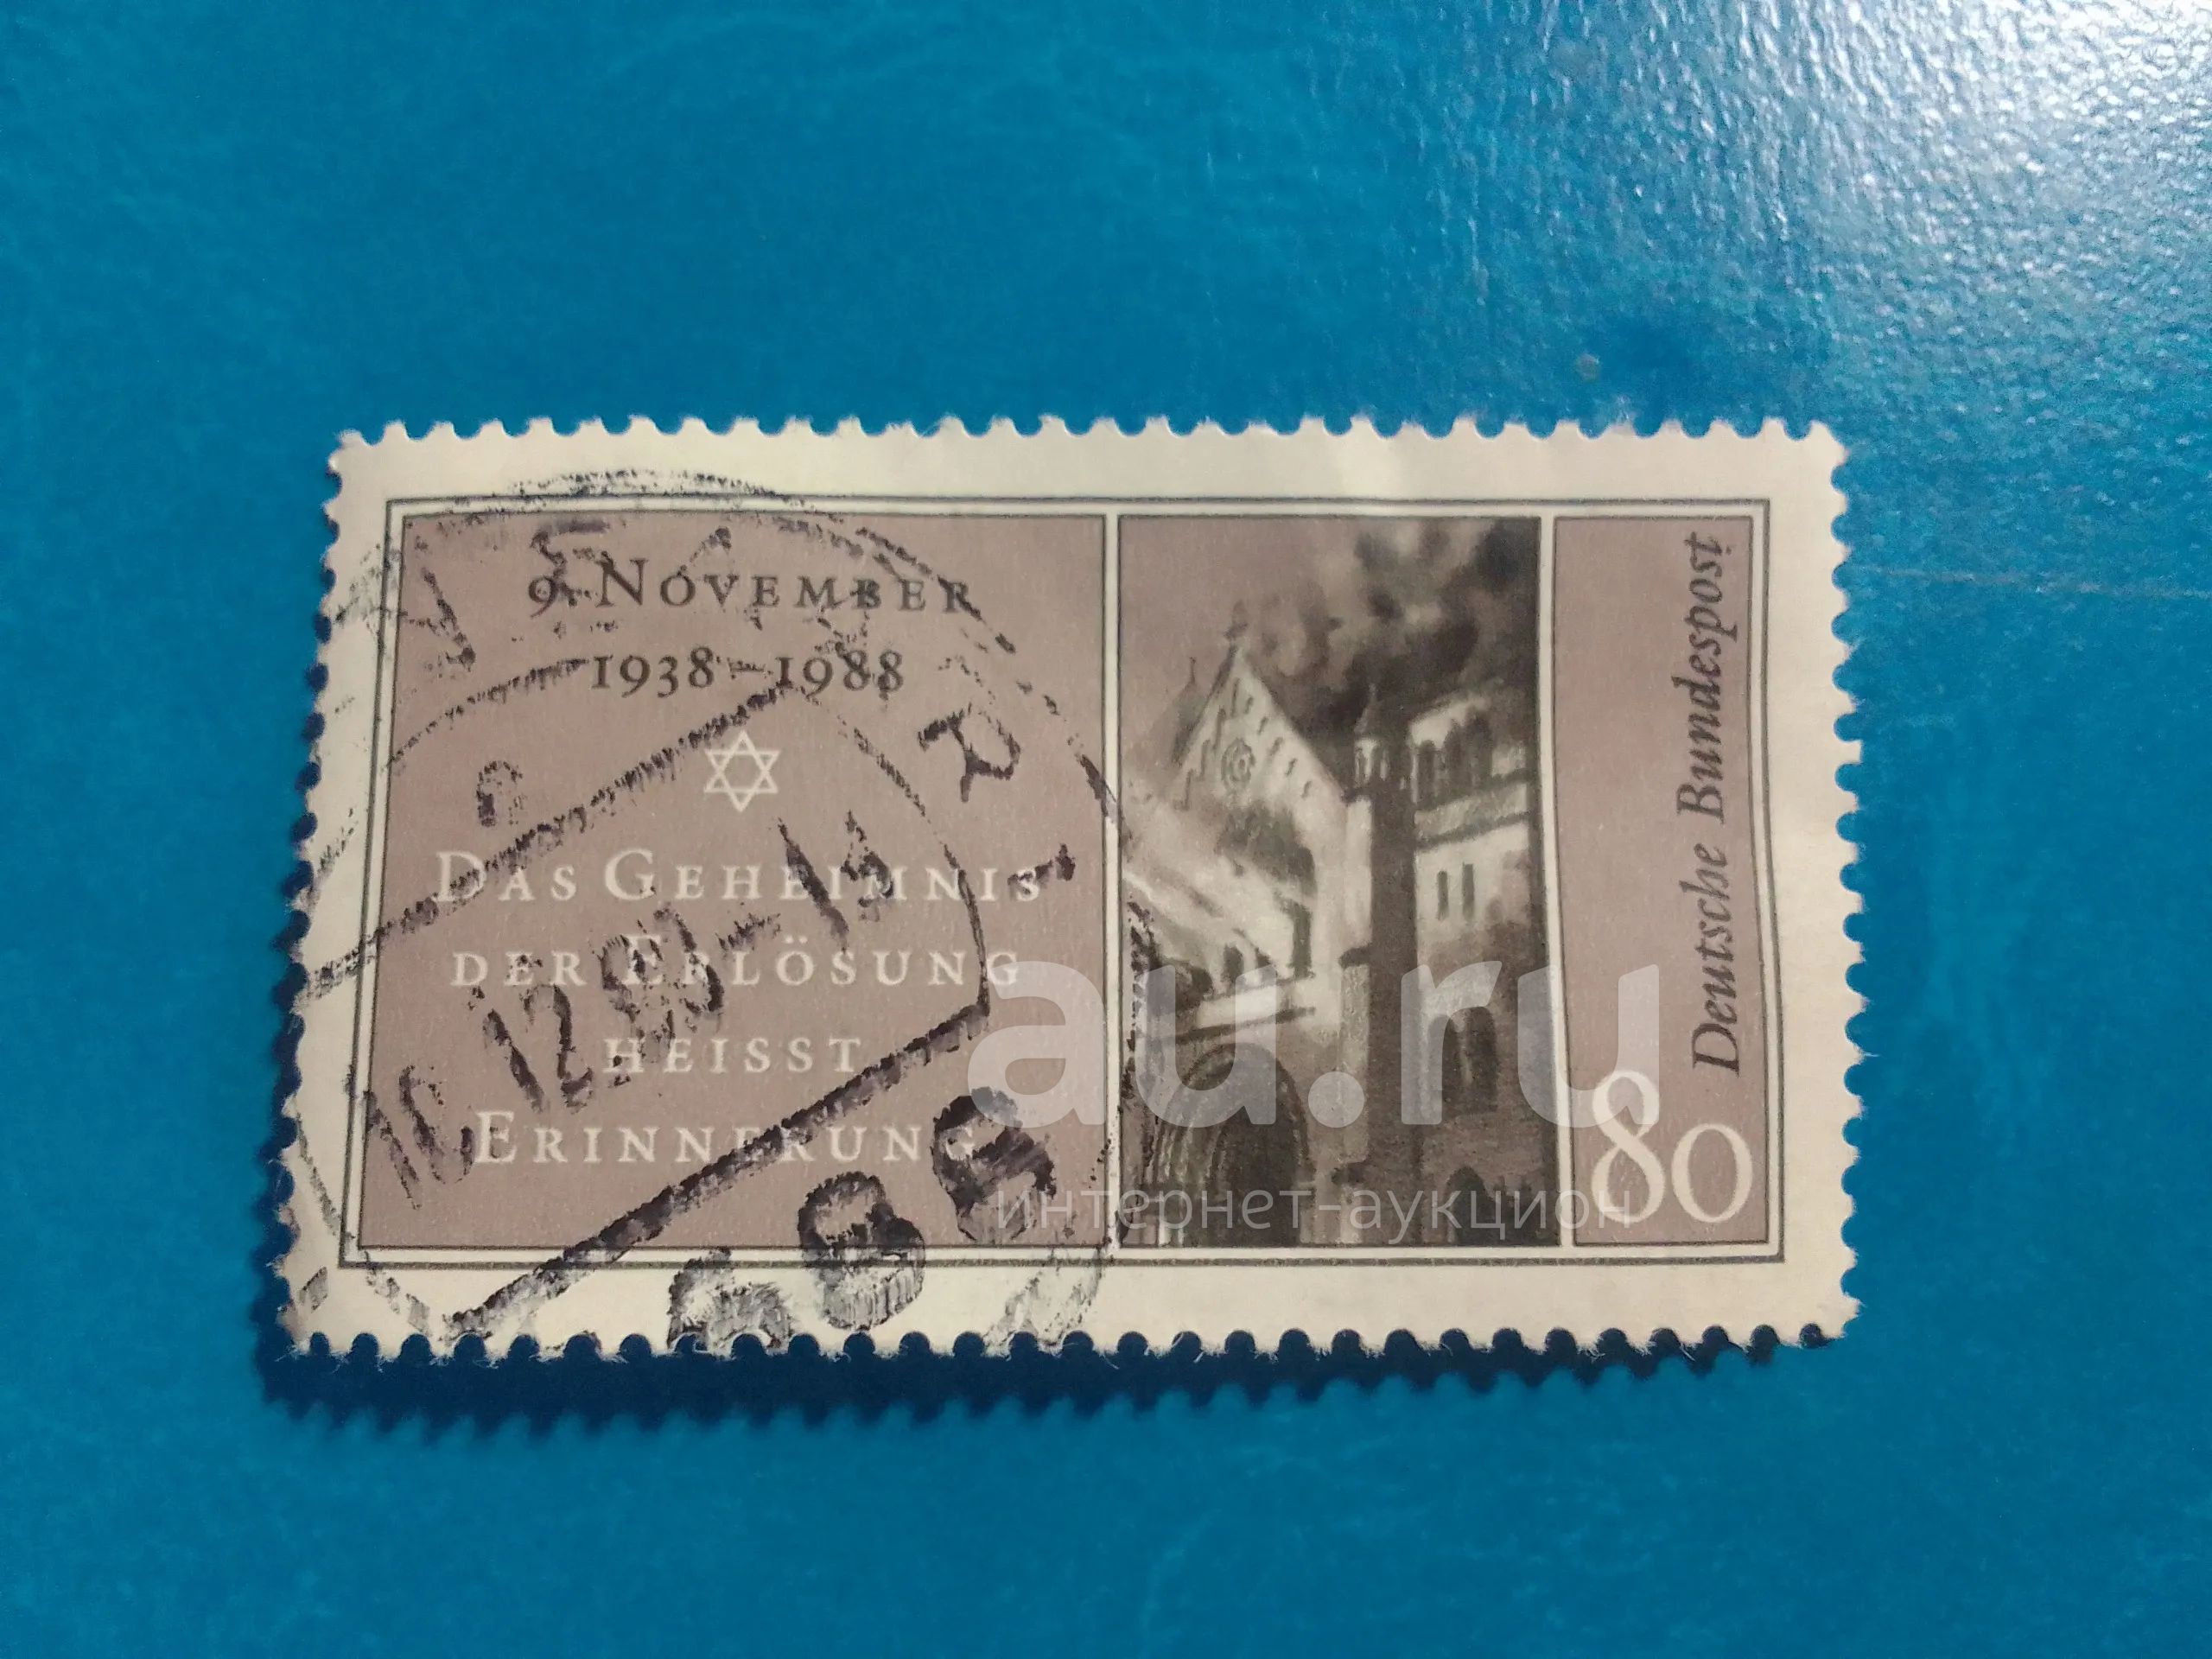 9. November
1938–1988
Das Geheimnis
der Erlösung
heisst
Erinnerung
Deutsche Bundespost
80
au.ru
интернет-аукцион